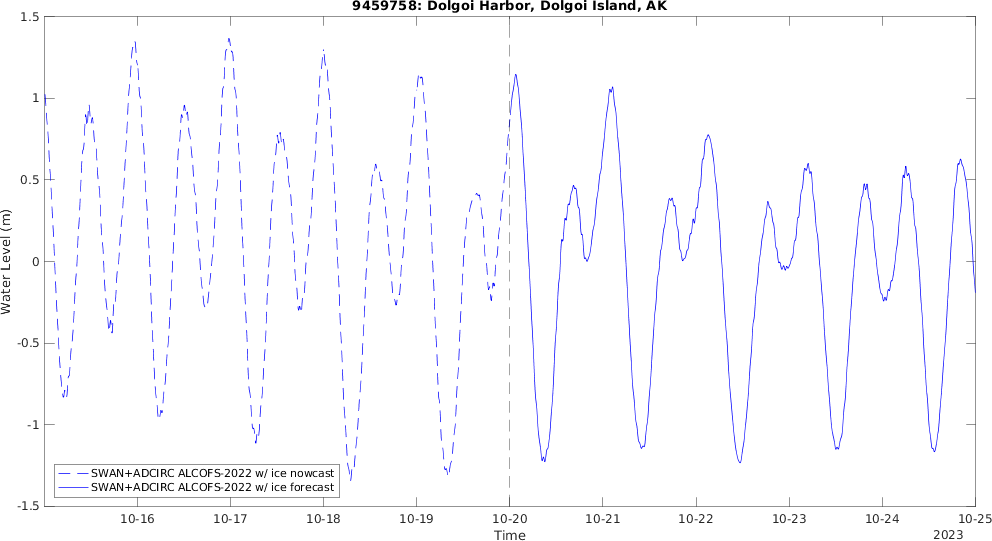 9459758: Dolgoi Harbor, Dolgoi Island, AK
1.5
1
0.5
0
-0.5
-1
-1.5
Water Level (m)
SWAN+ADCIRC ALCOFS-2022 w/ ice nowcast
SWAN+ADCIRC ALCOFS-2022 w/ ice forecast
10-16 10-17 10-18 10-19 10-20 10-21 10-22 10-23 10-24 10-25
Time
2023